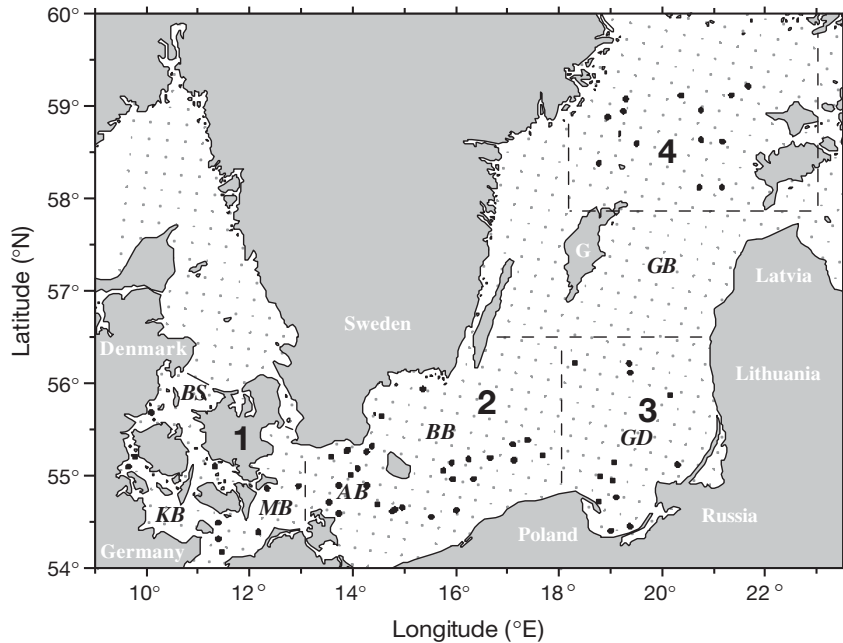 60°
59°
58°
57°
56°
55°
54°
Latitude (°N)
4
G
GB
Latvia
Sweden
Denmark
Lithuania
BS
2
3
1
BB
GD
AB
KB
MB
Poland
Russia
Germany
10° 12° 14° 16° 18° 20° 22°
Longitude (°E)